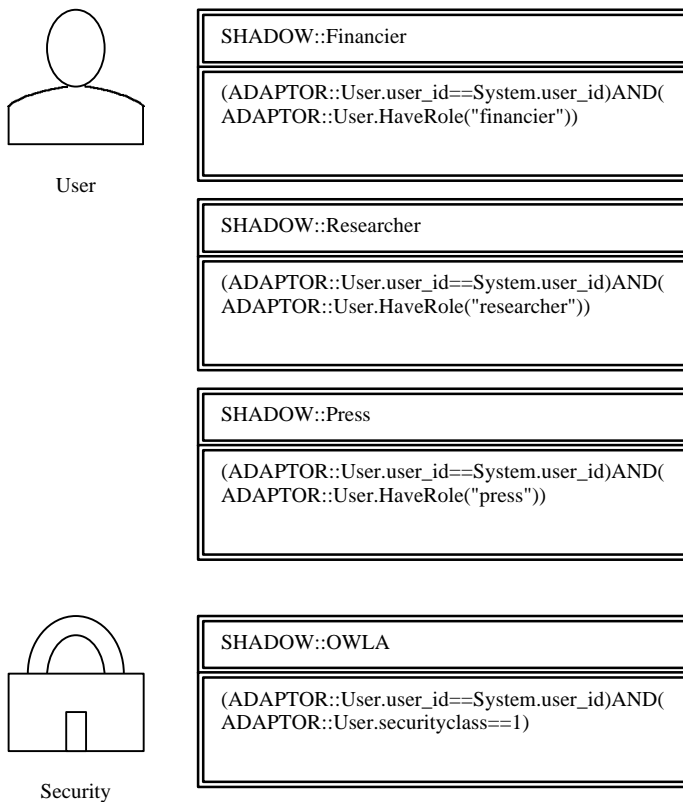 SHADOW::Financier
(ADAPTOR::User.user_id==System.user_id)AND(
ADAPTOR::User.HaveRole("financier"))
User
SHADOW::Researcher
(ADAPTOR::User.user_id==System.user_id)AND(
ADAPTOR::User.HaveRole("researcher"))
SHADOW::Press
(ADAPTOR::User.user_id==System.user_id)AND(
ADAPTOR::User.HaveRole("press"))
SHADOW::OWLA
(ADAPTOR::User.user_id==System.user_id)AND(
ADAPTOR::User.securityclass==1)
Security